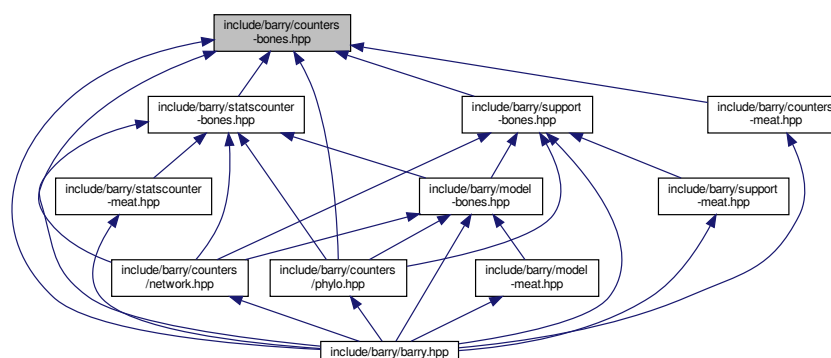 include/barry/counters
-bones.hpp
include/barry/statscounter
-bones.hpp
include/barry/support
-bones.hpp
include/barry/counters
-meat.hpp
include/barry/statscounter
-meat.hpp
include/barry/model
-bones.hpp
include/barry/support
-meat.hpp
include/barry/counters
/network.hpp
include/barry/counters
/phylo.hpp
include/barry/model
-meat.hpp
include/barry/barry.hpp